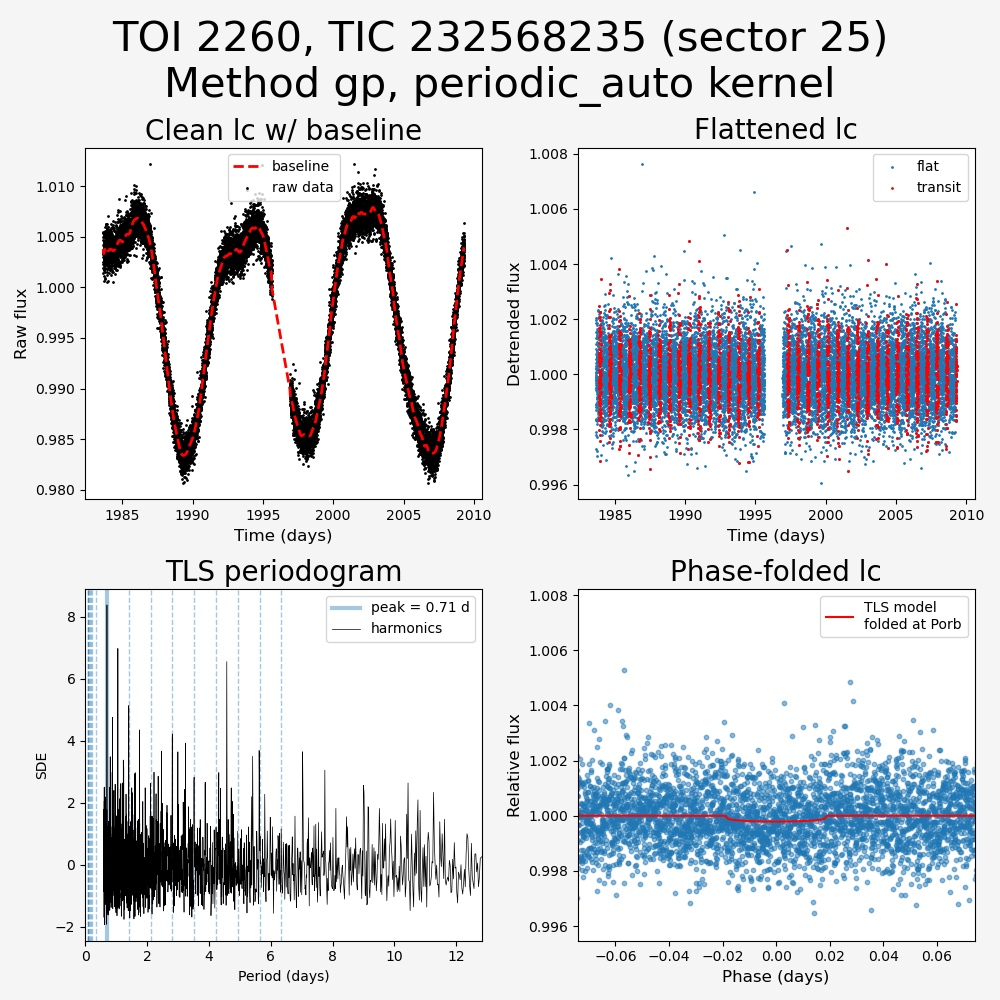 TOI 2260, TIC 232568235 (sector 25)
Method gp, periodic_auto kernel
Clean lc w/ baseline
baseline
raw data
1.010
1.005
1.000
0.995
0.990
0.985
0.980
Raw flux
1985
1990
1995
2000
2005
2010
Time (days)
Flattened lc
flat
transit
1.008
1.006
1.004
1.002
1.000
0.998
0.996
Detrended flux
1985
1990
1995
2000
2005
2010
Time (days)
TLS periodogram
peak = 0.71 d
harmonics
8
6
4
2
0
−2
SDE
0
2
4
6
8
10
12
Period (days)
Phase-folded lc
TLS model
folded at Porb
1.008
1.006
1.004
1.002
1.000
0.998
0.996
Relative flux
−0.06
−0.04
−0.02
0.00
0.02
0.04
0.06
Phase (days)